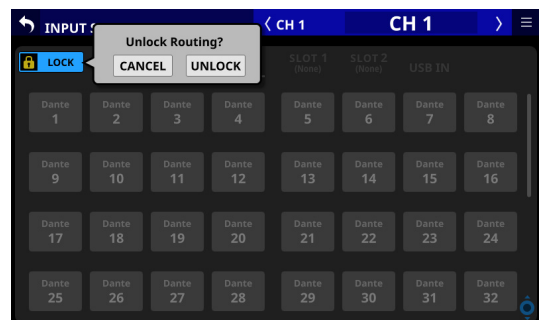 INPUT
CH 1
CH 1
Unlock Routing?
LOCK
CANCEL UNLOCK
SLOT 1 SLOT 2 USB IN
(None) (None)
Dante Dante Dante Dante Dante Dante Dante Dante
1 2 3 4 5 6 7 8
Dante Dante Dante Dante Dante Dante Dante Dante
9 10 11 12 13 14 15 16
Dante Dante Dante Dante Dante Dante Dante Dante
17 18 19 20 21 22 23 24
Dante Dante Dante Dante Dante Dante Dante Dante
25 26 27 28 29 30 31 32